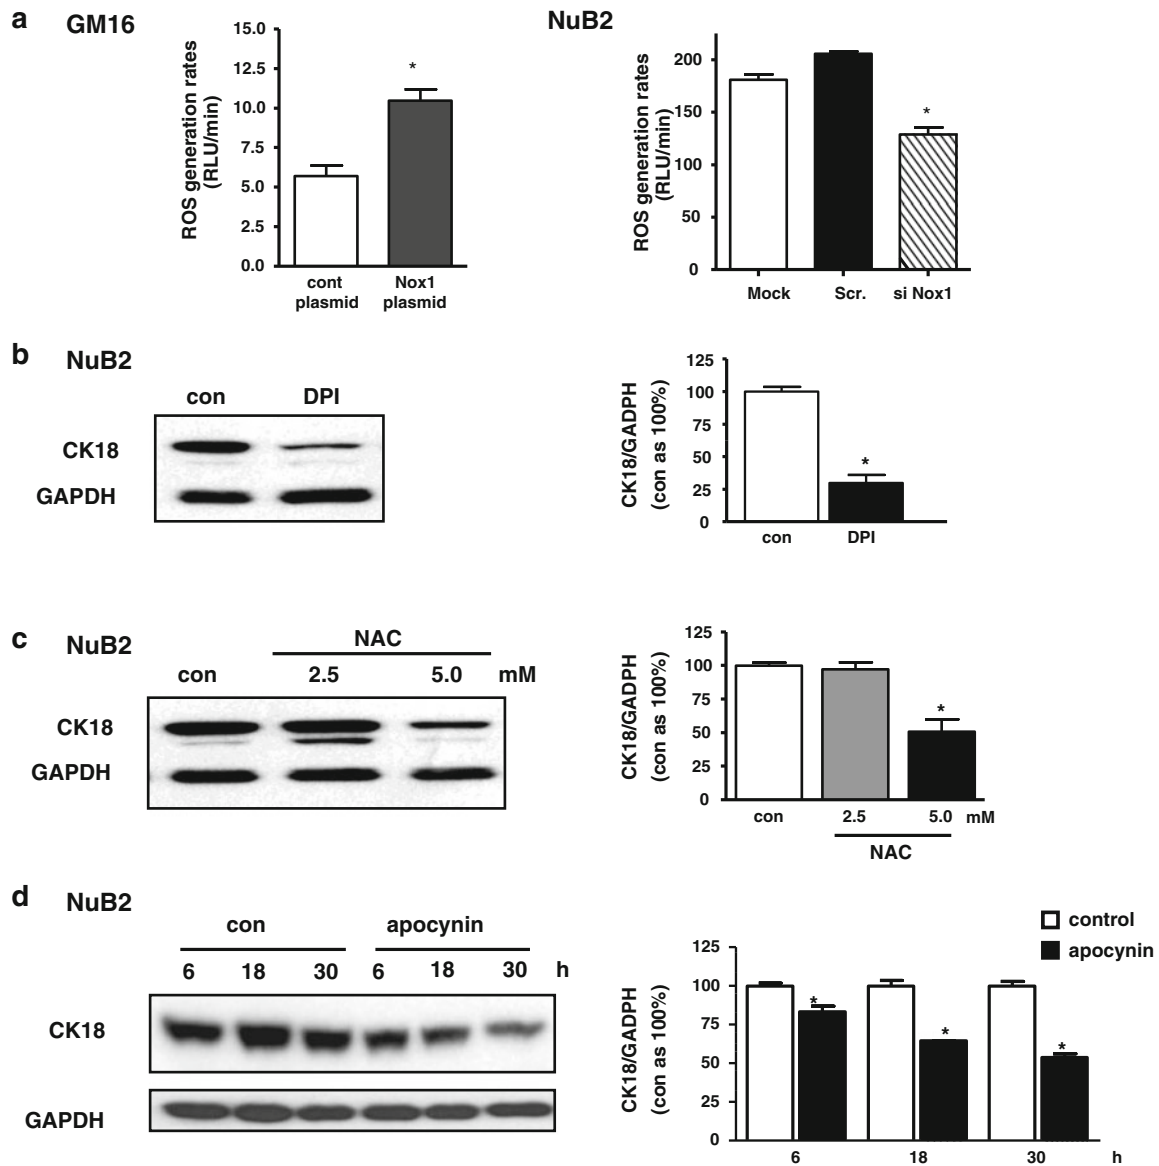 a
GM16
ROS generation rates
(RLU/min)
15.0
12.5
10.0
7.5
5.0
2.5
0.0
*
cont
plasmid
Nox1
plasmid
NuB2
ROS generation rates
(RLU/min)
200
150
100
50
0
*
Mock
Scr.
si Nox1
b
NuB2
con
DPI
CK18
GAPDH
CK18/GADPH
(con as 100%)
125
100
75
50
25
0
*
con
DPI
c
NuB2
NAC
con
2.5
5.0
mM
CK18
GAPDH
CK18/GADPH
(con as 100%)
125
100
75
50
25
0
*
con
2.5
5.0
mM
NAC
d
NuB2
con
apocynin
6
18
30
6
18
30
h
CK18
GAPDH
control
apocynin
CK18/GADPH
(con as 100%)
125
100
75
50
25
0
*
*
*
6
18
30
h